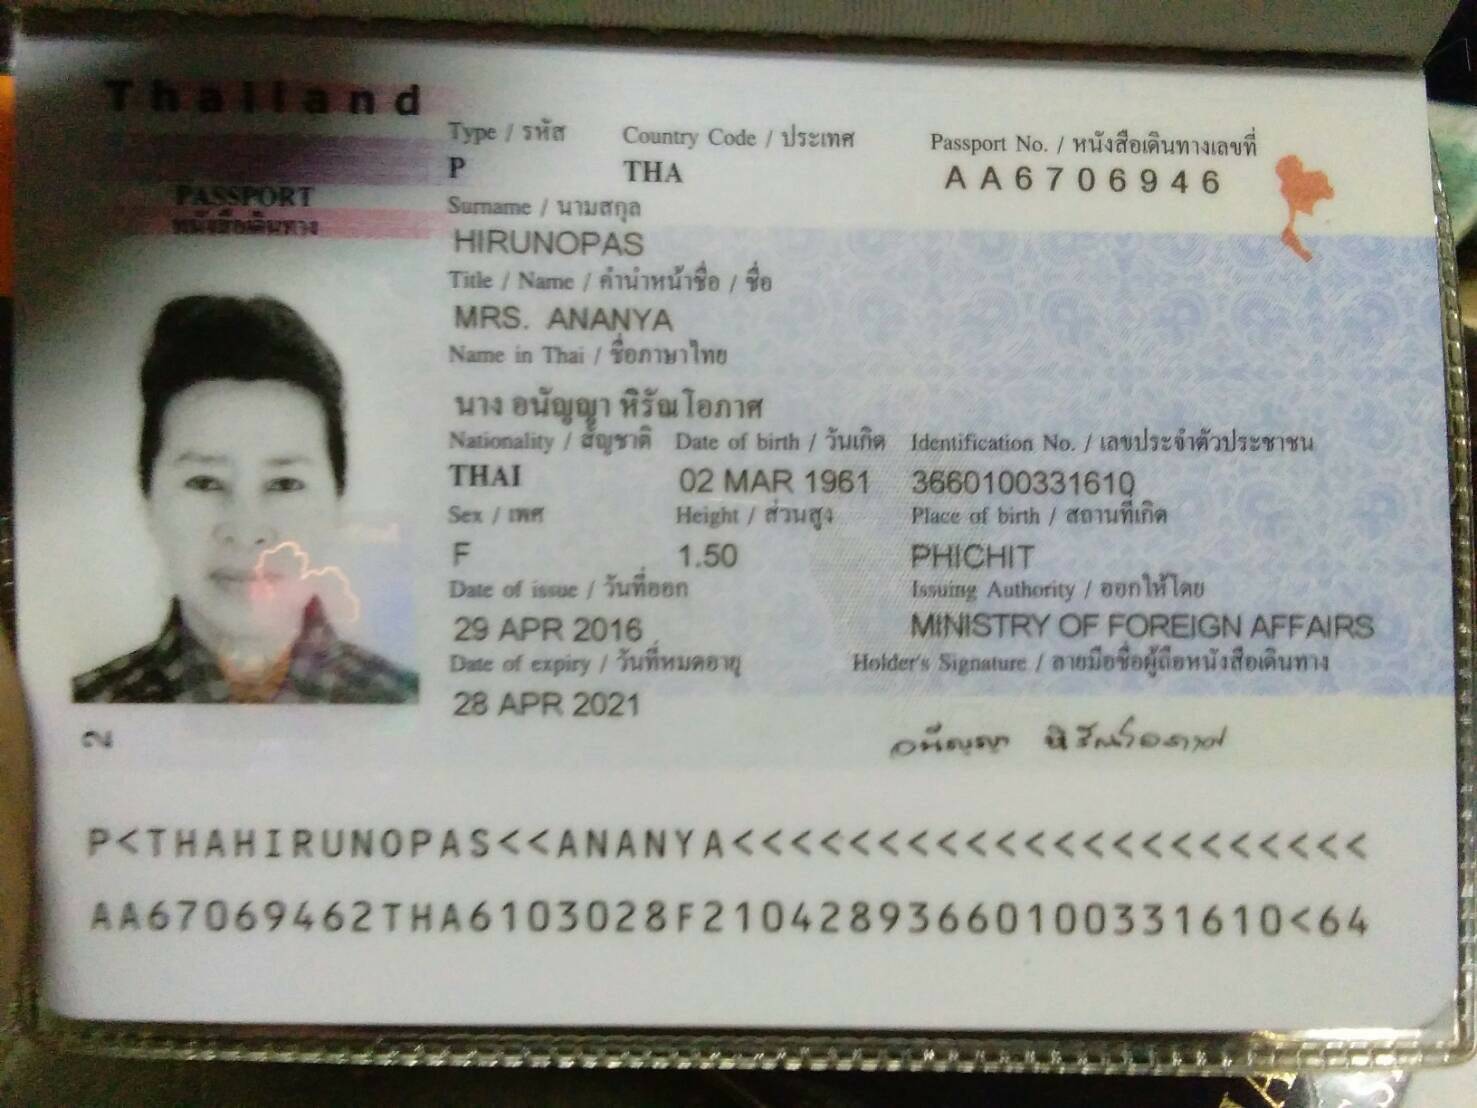 Thailand
PASSPORT
หนังสือเดินทาง
Type / รหัส Country Code / ประเทศ Passport No. / หนังสือเดินทางเลขที่
P THA AA6706946
Surname / นามสกุล
HIRUNOPAS
Title / Name / คำนำหน้าชื่อ / ชื่อ
MRS. ANANYA
Name in Thai / ชื่อภาษาไทย
นาง อนัญญา หิรัณโอภาศ
Nationality / สัญชาติ Date of birth / วันเกิด Identification No. / เลขประจำตัวประชาชน
THAI 02 MAR 1961 3660100331610
Sex / เพศ Height / ส่วนสูง Place of birth / สถานที่เกิด
F 1.50 PHICHIT
Date of issue / วันที่ออก Issuing Authority / ออกให้โดย
29 APR 2016 MINISTRY OF FOREIGN AFFAIRS
Date of expiry / วันที่หมดอายุ Holder's Signature / ลายมือชื่อผู้ถือหนังสือเดินทาง
28 APR 2021
๒ อนัญญา หิรัณโอภาศ
P<THAHIRUNOPAS<<ANANYA<<<<<<<<<<<<<<<<<<<<<<
AA67069462THA6103028F21042893660100331610<64